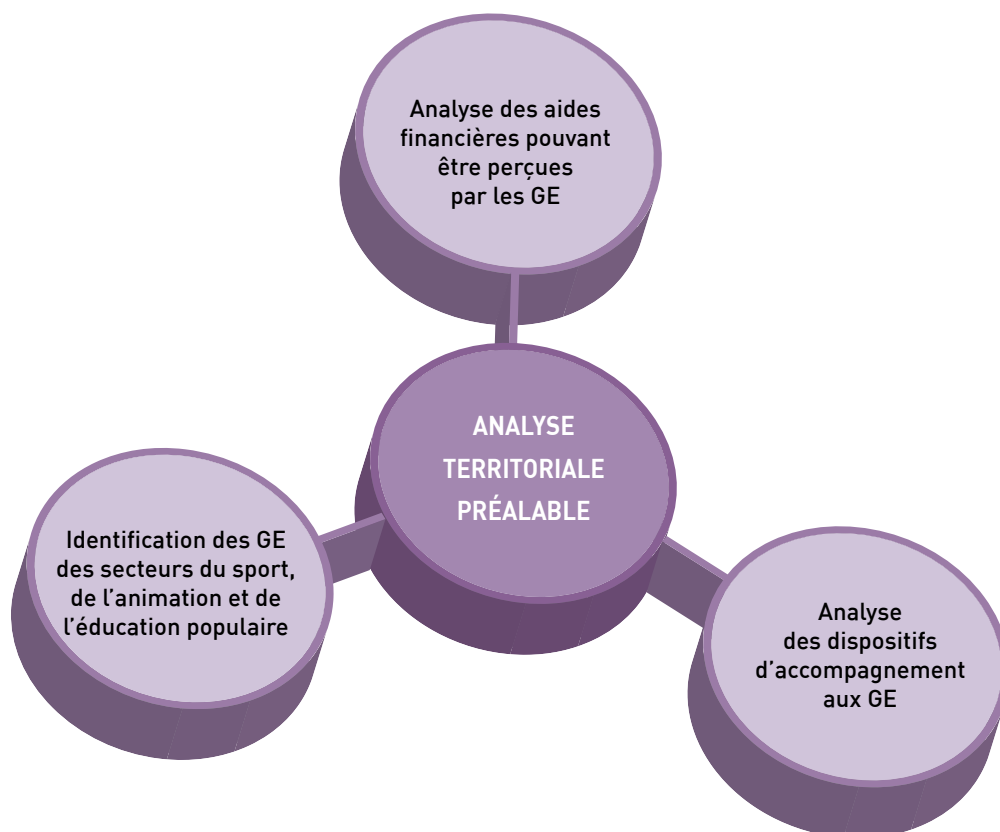 Analyse des aides
financières pouvant
être perçues
par les GE
ANALYSE
TERRITORIALE
PRÉALABLE
Identification des GE
des secteurs du sport,
de l’animation et de
l’éducation populaire
Analyse
des dispositifs
d’accompagnement
aux GE